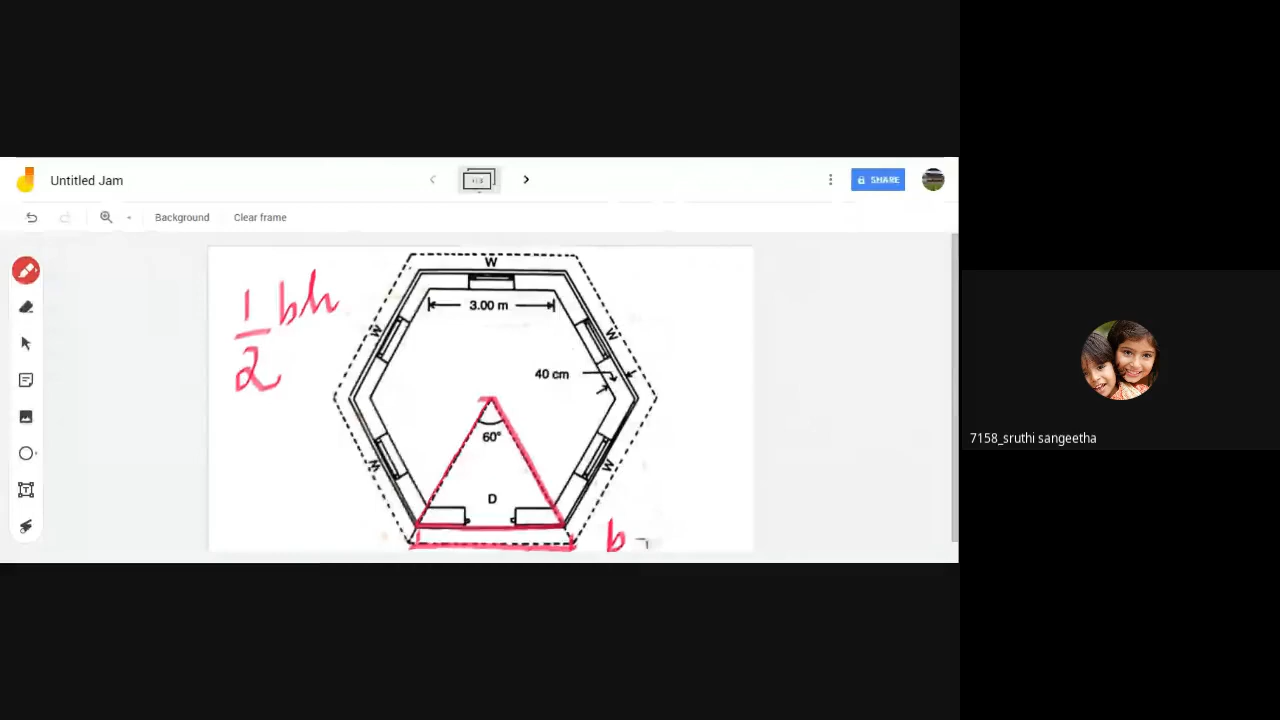 Untitled Jam
SHARE
Background
Clear frame
1/2 bh
W
3.00 m
W
W
40 cm
60°
W
W
D
b
7158_sruthi sangeetha